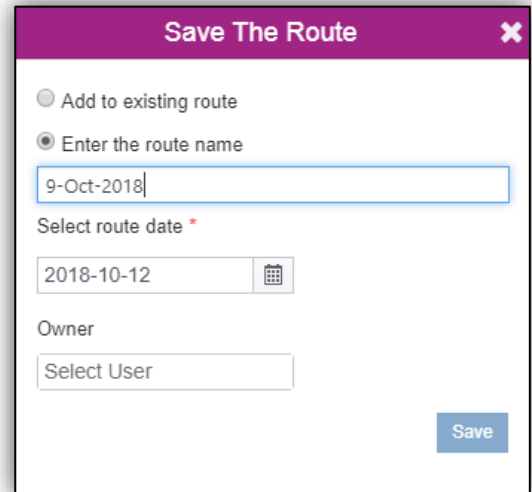 Save The Route
Add to existing route
Enter the route name
9-Oct-2018
Select route date *
2018-10-12
Owner
Select User
Save